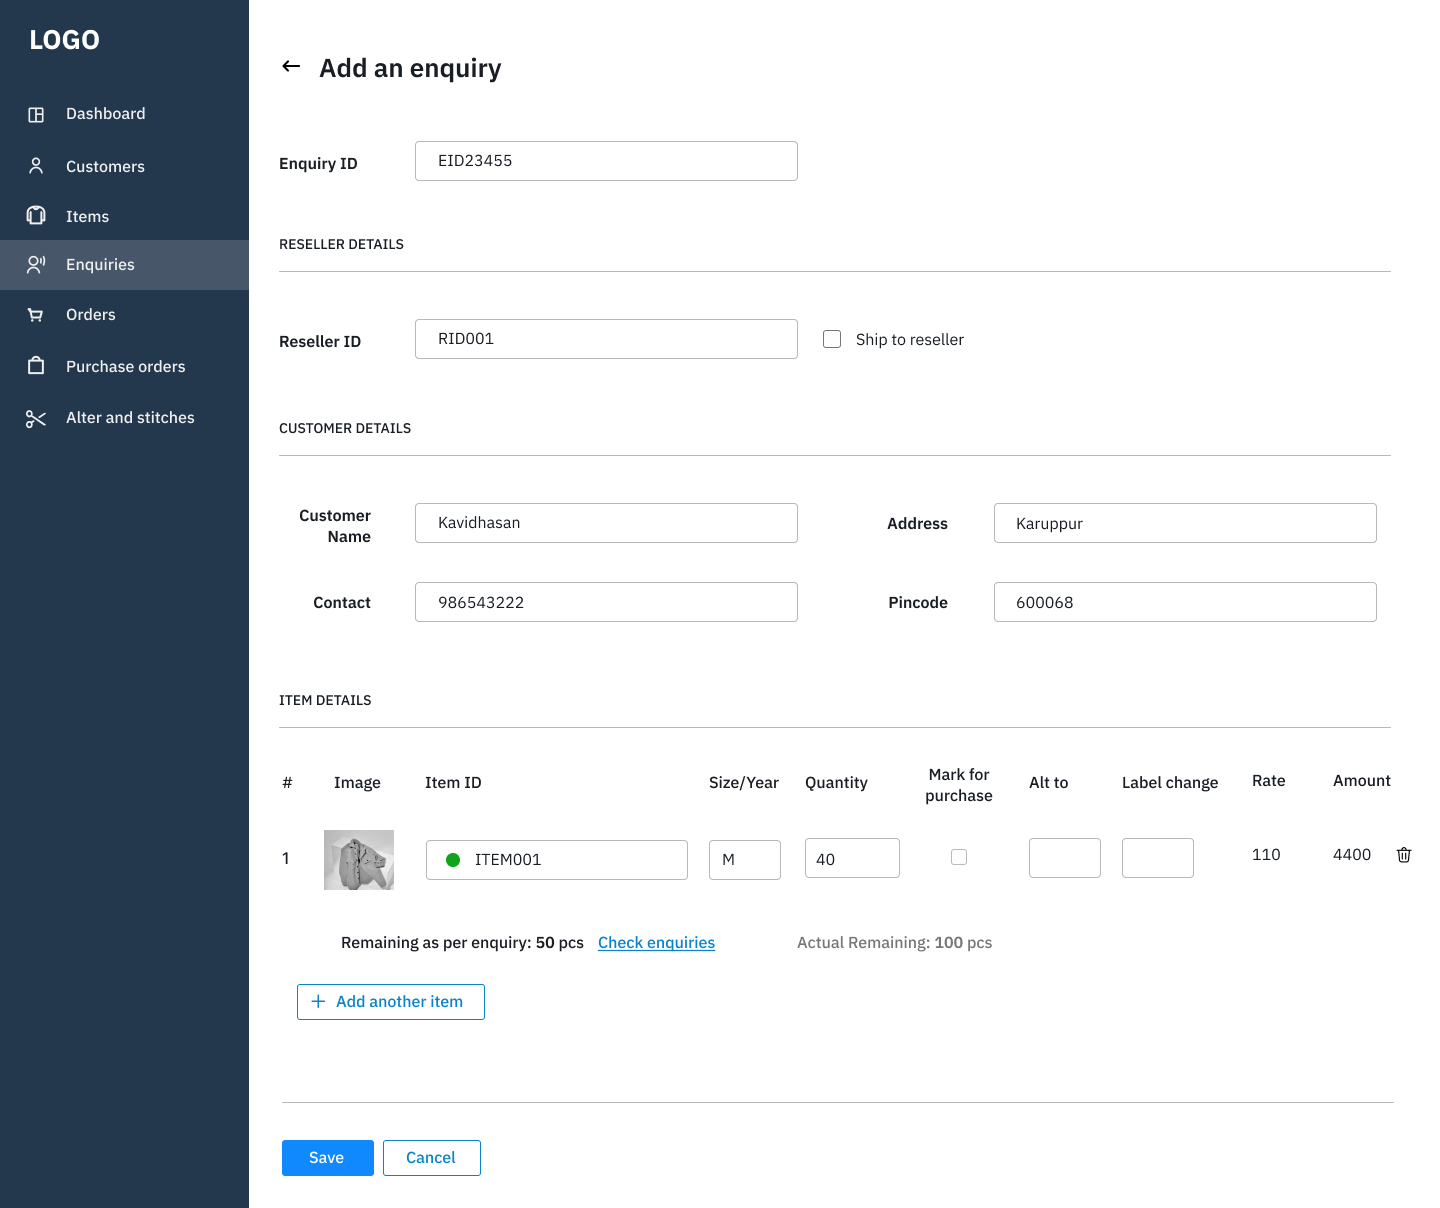 LOGO
Dashboard
Customers
Items
Enquiries
Orders
Purchase orders
Alter and stitches
Add an enquiry
Enquiry ID
EID23455
RESELLER DETAILS
Reseller ID
RID001
Ship to reseller
CUSTOMER DETAILS
Customer
Name
Kavidhasan
Address
Karuppur
Contact
986543222
Pincode
600068
ITEM DETAILS
# Image Item ID Size/Year Quantity Mark for purchase Alt to Label change Rate Amount
1 ITEM001 M 40 110 4400
Remaining as per enquiry: 50 pcs Check enquiries Actual Remaining: 100 pcs
Add another item
Save Cancel